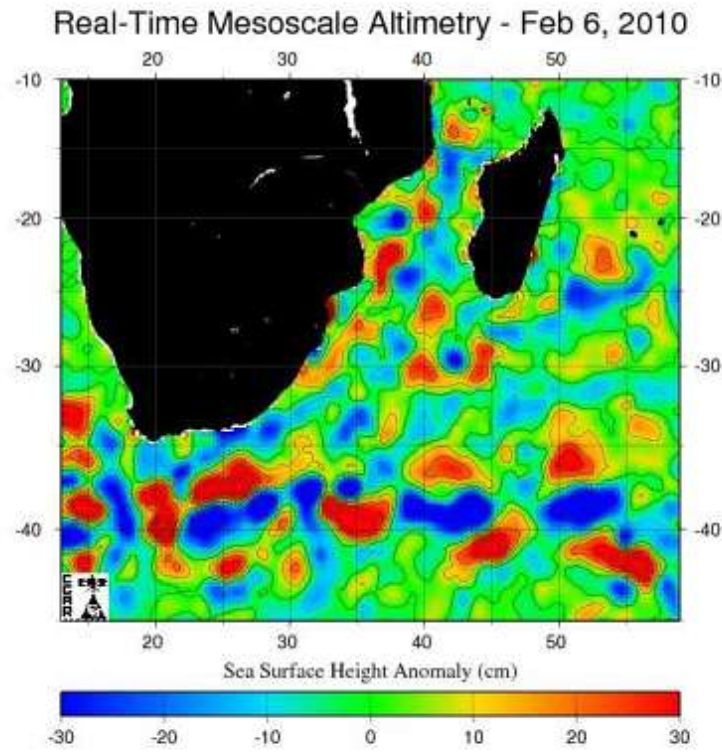 Real-Time Mesoscale Altimetry - Feb 6, 2010
20 30 40 50
-10 -10
-20 -20
-30 -30
-40 -40
20 30 40 50
Sea Surface Height Anomaly (cm)
-30 -20 -10 0 10 20 30